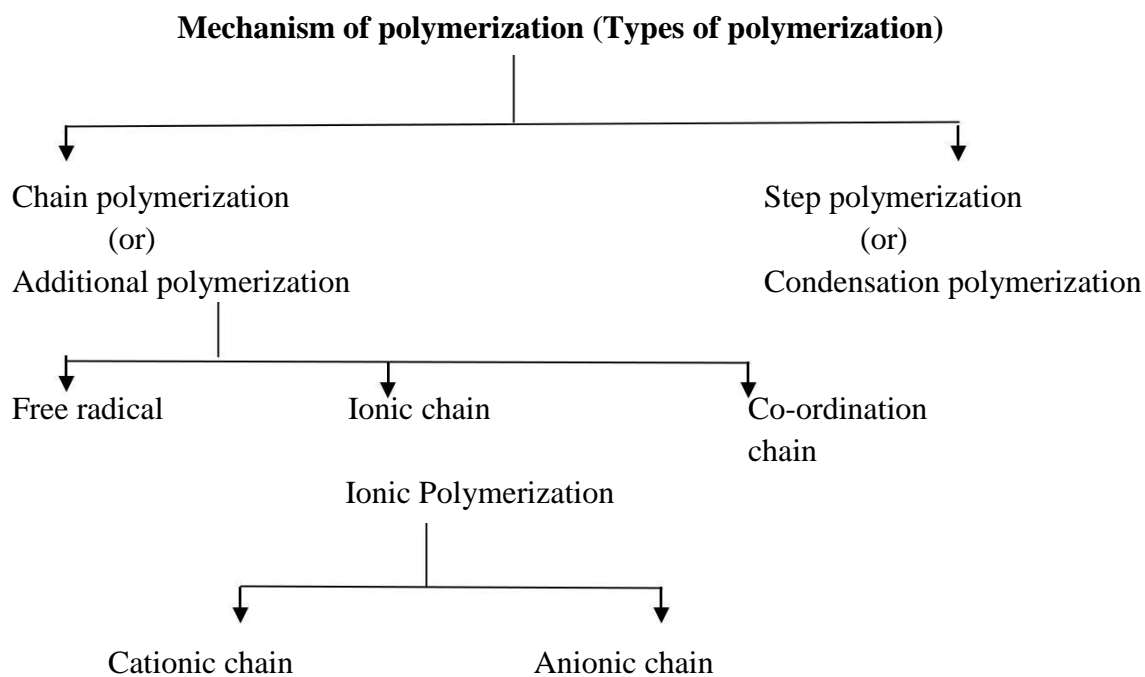 Mechanism of polymerization (Types of polymerization)
Chain polymerization
(or)
Additional polymerization
Step polymerization
(or)
Condensation polymerization
Free radical
Ionic chain
Co-ordination
chain
Ionic Polymerization
Cationic chain
Anionic chain